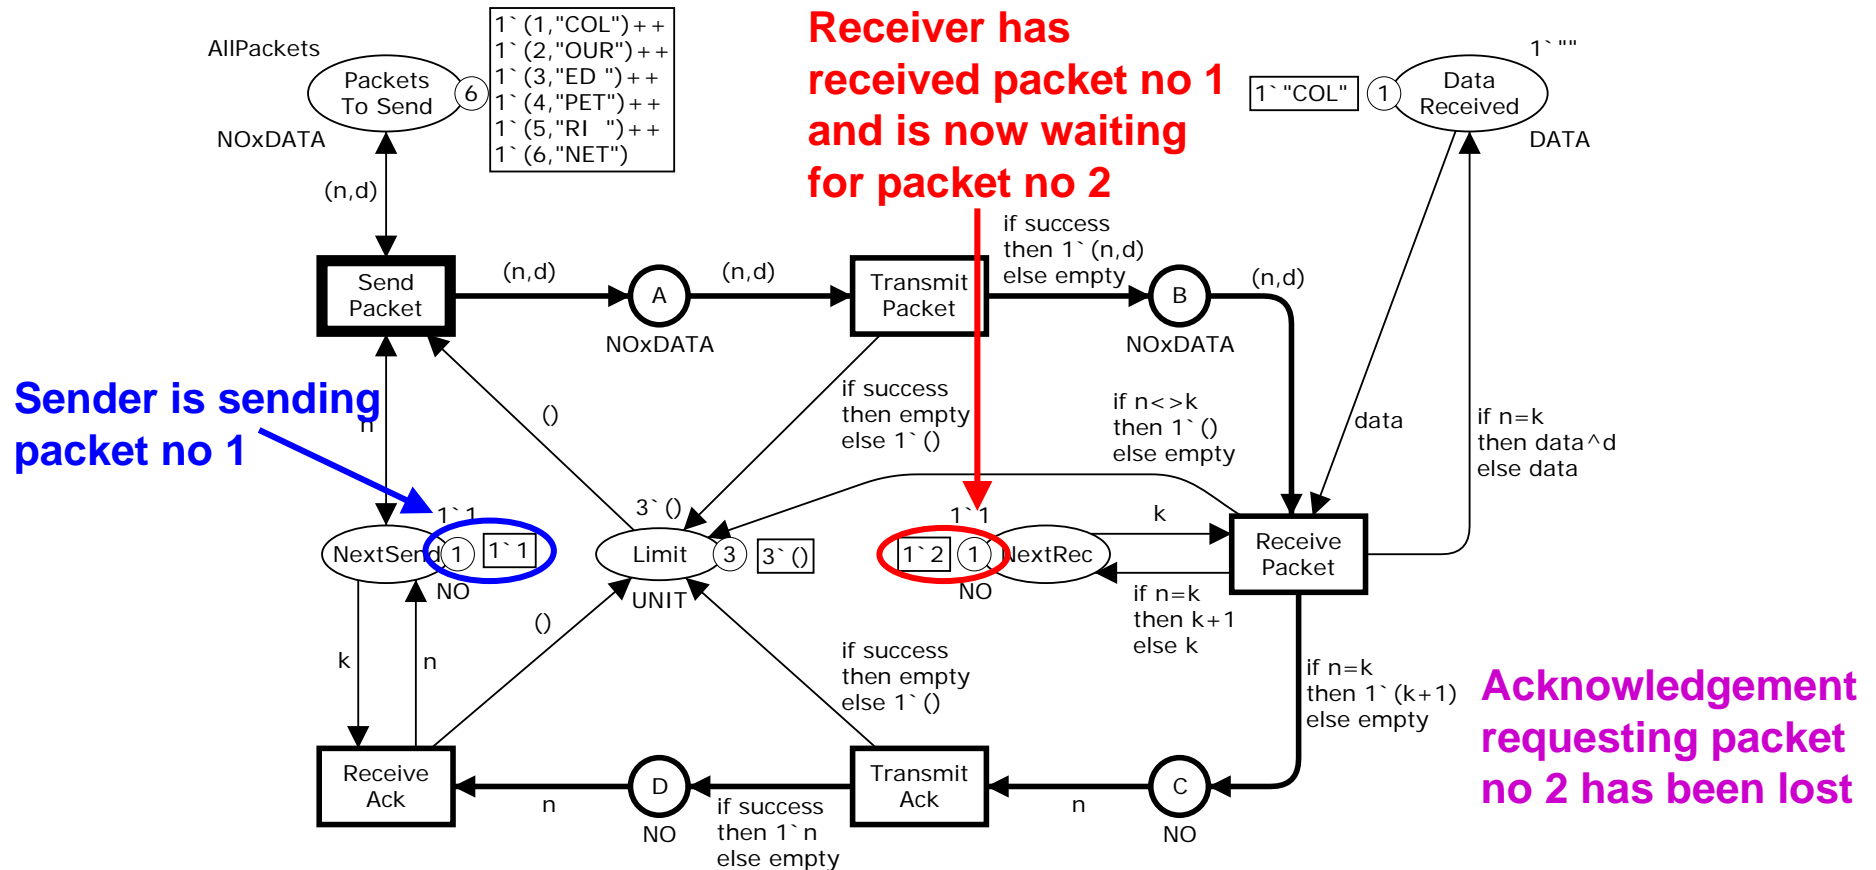 AllPackets
Packets
To Send
6
1`(1,"COL")++
1`(2,"OUR")++
1`(3,"ED ")++
1`(4,"PET")++
1`(5,"RI  ")++
1`(6,"NET")
NOxDATA
(n,d)
Receiver has
received packet no 1
and is now waiting
for packet no 2
1`""
1`"COL"
1
Data
Received
DATA
Send
Packet
(n,d)
A
NOxDATA
(n,d)
Transmit
Packet
if success
then 1`(n,d)
else empty
B
NOxDATA
(n,d)
Sender is sending
packet no 1
n
()
if success
then empty
else 1`()
if n<>k
then 1`()
else empty
data
if n=k
then data^d
else data
1`1
NextSend
1
1`1
NO
3`()
Limit
3
3`()
UNIT
1`1
1`2
1
NextRec
NO
k
Receive
Packet
if n=k
then k+1
else k
k
n
()
if success
then empty
else 1`()
if n=k
then 1`(k+1)
else empty
Acknowledgement
requesting packet
no 2 has been lost
Receive
Ack
n
D
NO
if success
then 1`n
else empty
Transmit
Ack
n
C
NO